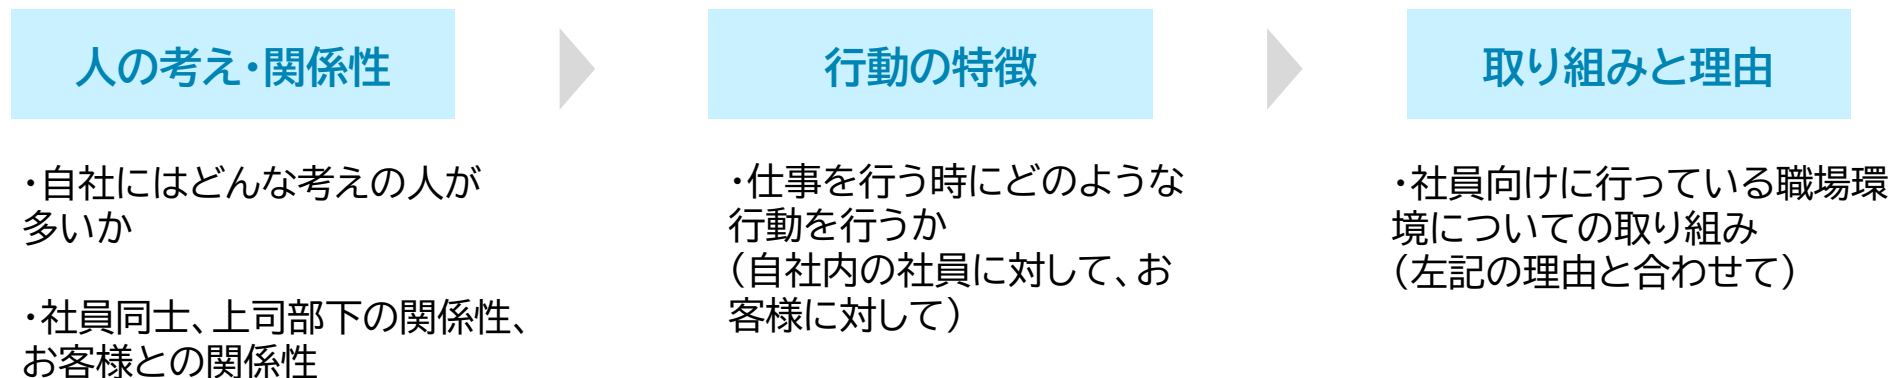 人の考え・関係性
・自社にはどんな考えの人が
多いか
・社員同士、上司部下の関係性、
お客様との関係性
行動の特徴
・仕事を行う時にどのような
行動を行うか
（自社内の社員に対して、お
客様に対して）
取り組みと理由
・社員向けに行っている職場環
境についての取り組み
（左記の理由と合わせて）